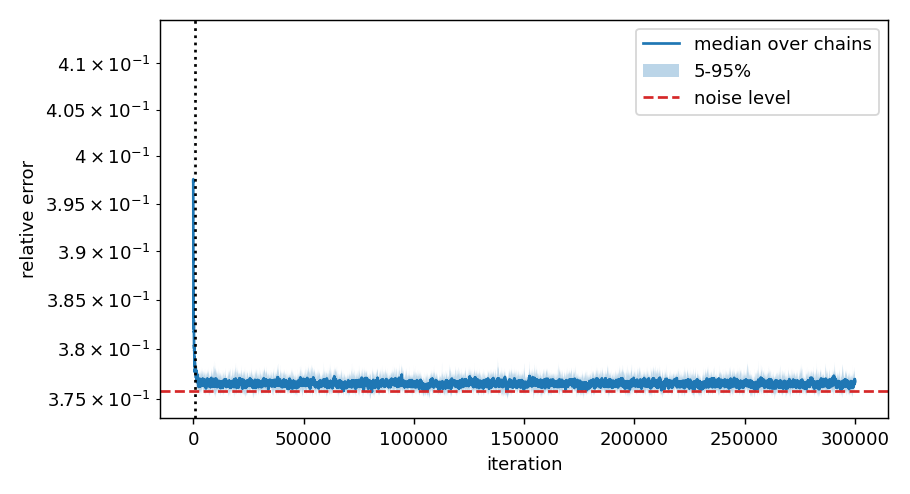 median over chains
5-95%
noise level
relative error
4.1 × 10⁻¹
4.05 × 10⁻¹
4 × 10⁻¹
3.95 × 10⁻¹
3.9 × 10⁻¹
3.85 × 10⁻¹
3.8 × 10⁻¹
3.75 × 10⁻¹
0 50000 100000 150000 200000 250000 300000
iteration